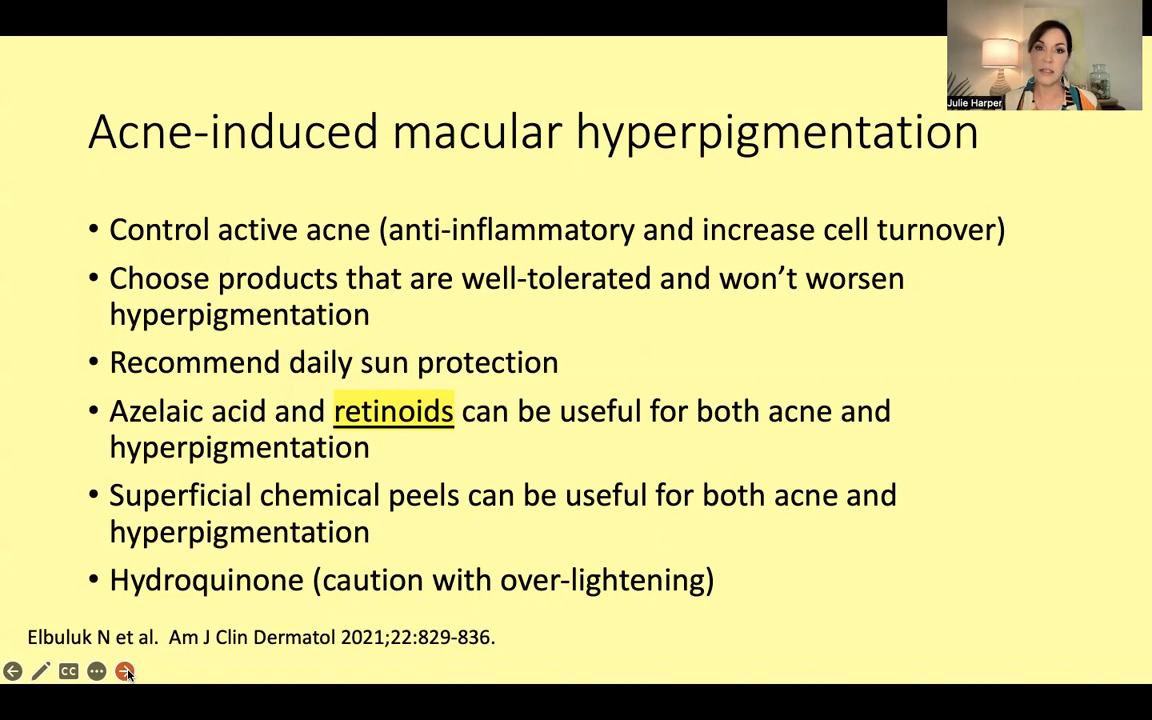 Julie Harper
Acne-induced macular hyperpigmentation
• Control active acne (anti-inflammatory and increase cell turnover)
• Choose products that are well-tolerated and won’t worsen
hyperpigmentation
• Recommend daily sun protection
• Azelaic acid and retinoids can be useful for both acne and
hyperpigmentation
• Superficial chemical peels can be useful for both acne and
hyperpigmentation
• Hydroquinone (caution with over-lightening)
Elbuluk N et al.  Am J Clin Dermatol 2021;22:829-836.
CC